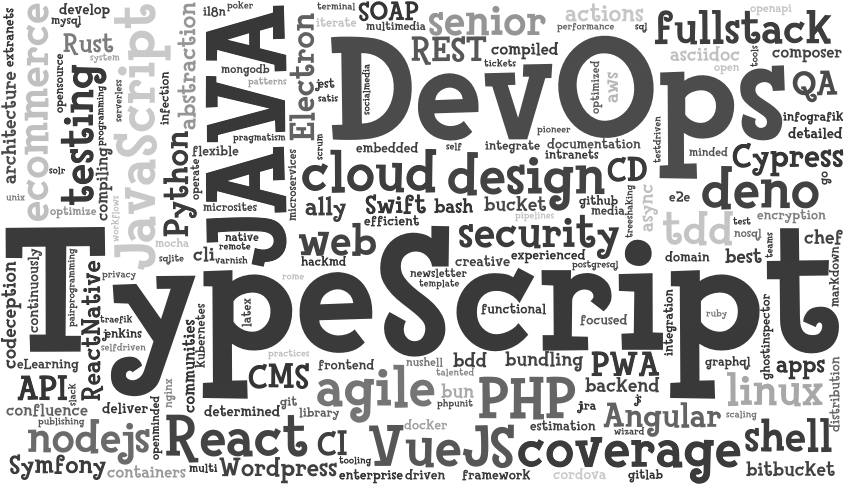 develop
mysql
i18n
poker
terminal
SOAP
multimedia
iterate
senior
actions
performance
sql
openapi
fullstack
architecture
extranets
ecommerce
Rust
system
JavaScript
abstraction
JAVA
mongodb
patterns
Electron
jest
satis
socialmedia
DevOps
REST
compiled
tickets
optimized
aws
asciidoc
open
tools
composer
QA
opensource
testing
programming
serverless
infection
compiling
solr
Python
flexible
operate
pragmatism
scrum
microservices
embedded
self
integrate
pioneer
documentation
intranets
testdriven
minded
infografik
detailed
Cypress
go
cloud
design
CD
e2e
deno
unix
optimize
workflows
microsites
ally
Swift
bash
bucket
github
media
treeshaking
async
efficient
pipelines
tdd
test
nosql
encryption
mocha
sqlite
cli
native
remote
varnish
web
hackmd
security
creative
experienced
postgresql
domain
best
teams
chef
markdown
TypeScript
codeception
continuously
pairprogramming
ReactNative
privacy
traefik
jenkins
selfdriven
rome
latex
newsletter
template
functional
focused
integration
ruby
ghostinspector
kubernetes
communities
eLearning
practices
frontend
nushell
talented
bdd
bundling
PWA
graphql
apps
API
slack
CMS
agile
bun
phpunit
PHP
backend
jra
js
linux
distribution
confluence
publishing
deliver
nginx
determined
git
library
docker
estimation
wizard
Angular
scaling
nodejs
openminded
React
CI
VueJS
coverage
shell
Symfony
containers
multi
Wordpress
tooling
enterprise
driven
framework
cordova
gitlab
bitbucket